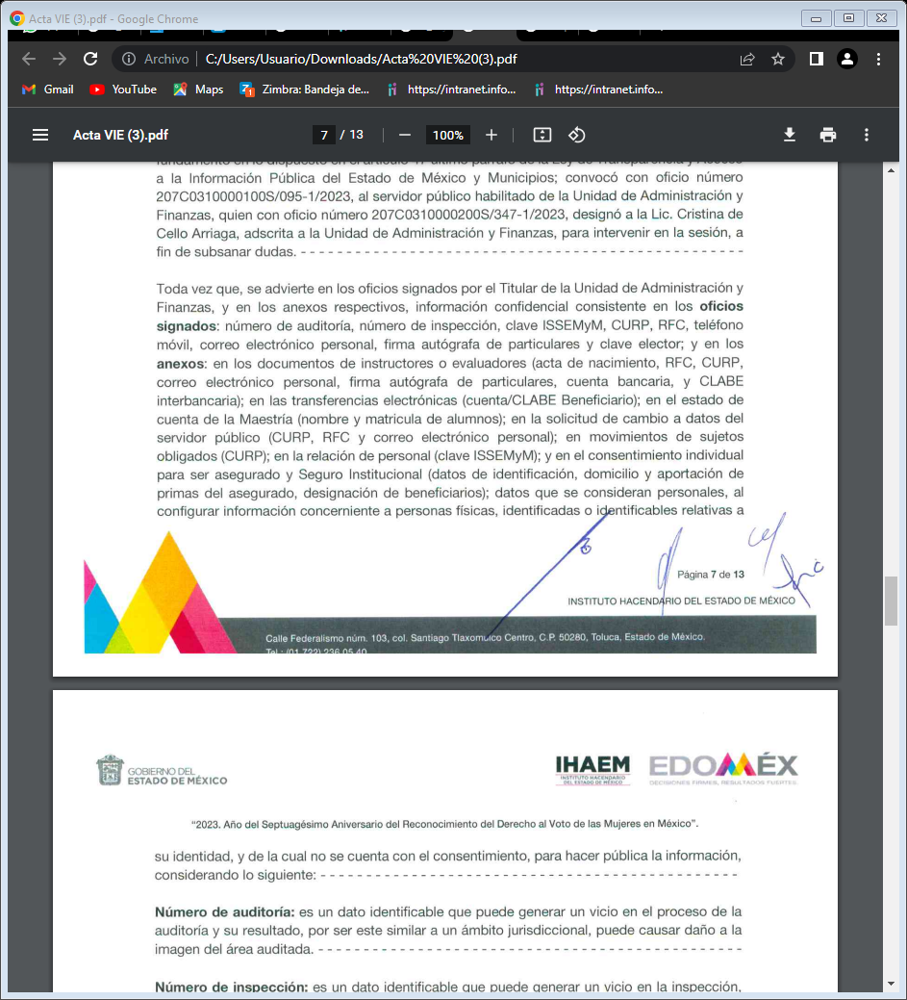 Acta VIE (3).pdf - Google Chrome
Archivo C:/Users/Usuario/Downloads/Acta%20VIE%20(3).pdf
Gmail YouTube Maps Zimbra: Bandeja de... https://intranet.info... https://intranet.info...
Acta VIE (3).pdf 7 / 13 100%
a la Información Pública del Estado de México y Municipios; convocó con oficio número
207C0310000100S/095-1/2023, al servidor público habilitado de la Unidad de Administración y
Finanzas, quien con oficio número 207C0310000200S/347-1/2023, designó a la Lic. Cristina de
Cello Arriaga, adscrita a la Unidad de Administración y Finanzas, para intervenir en la sesión, a
fin de subsanar dudas. - - - - - - - - - - - - - - - - - - - - - - - - - - - - - - - - - - - - - - - - - - - - - - -
Toda vez que, se advierte en los oficios signados por el Titular de la Unidad de Administración y
Finanzas, y en los anexos respectivos, información confidencial consistente en los oficios
signados: número de auditoría, número de inspección, clave ISSEMyM, CURP, RFC, teléfono
móvil, correo electrónico personal, firma autógrafa de particulares y clave elector; y en los
anexos: en los documentos de instructores o evaluadores (acta de nacimiento, RFC, CURP,
correo electrónico personal, firma autógrafa de particulares, cuenta bancaria, y CLABE
interbancaria); en las transferencias electrónicas (cuenta/CLABE Beneficiario); en el estado de
cuenta de la Maestría (nombre y matricula de alumnos); en la solicitud de cambio a datos del
servidor público (CURP, RFC y correo electrónico personal); en movimientos de sujetos
obligados (CURP); en la relación de personal (clave ISSEMyM); y en el consentimiento individual
para ser asegurado y Seguro Institucional (datos de identificación, domicilio y aportación de
primas del asegurado, designación de beneficiarios); datos que se consideran personales, al
configurar información concerniente a personas físicas, identificadas o identificables relativas a
Página 7 de 13
INSTITUTO HACENDARIO DEL ESTADO DE MÉXICO
Calle Federalismo núm. 103, col. Santiago Tlaxomulco Centro, C.P. 50280, Toluca, Estado de México.
Tel.: (01 722) 236 05 40
GOBIERNO DEL
ESTADO DE MÉXICO
IHAEM
INSTITUTO HACENDARIO
DEL ESTADO DE MÉXICO
EDOMÉX
DECISIONES FIRMES, RESULTADOS FUERTES.
“2023. Año del Septuagésimo Aniversario del Reconocimiento del Derecho al Voto de las Mujeres en México”.
su identidad, y de la cual no se cuenta con el consentimiento, para hacer pública la información,
considerando lo siguiente: - - - - - - - - - - - - - - - - - - - - - - - - - - - - - - - - - - - - - - - - - - - -
Número de auditoría: es un dato identificable que puede generar un vicio en el proceso de la
auditoría y su resultado, por ser este similar a un ámbito jurisdiccional, puede causar daño a la
imagen del área auditada. - - - - - - - - - - - - - - - - - - - - - - - - - - - - - - - - - - - - - - - - - - - -
Número de inspección: es un dato identificable que puede generar un vicio en la inspección,